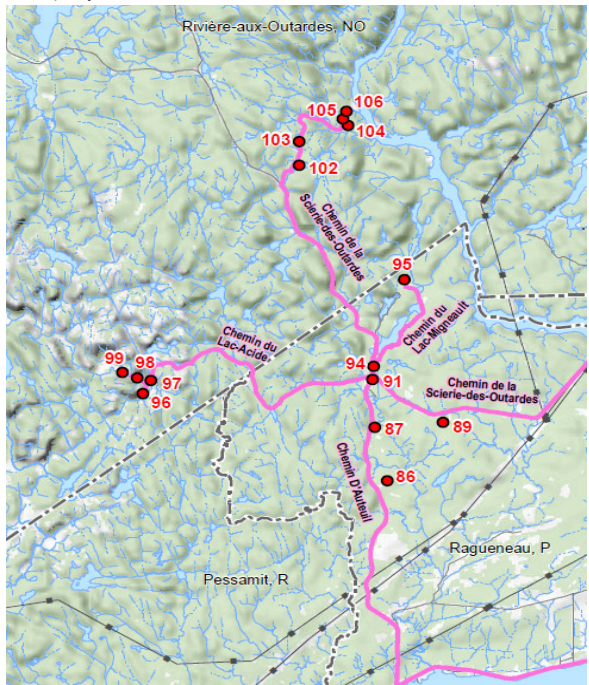 Rivière-aux-Outardes, NO
106
105
104
103
102
Chemin de la
Scierie-des-Outardes
95
Chemin du
Lac-Migneault
Chemin du
Lac-Acide
99
98
97
96
94
91
Chemin de la
Scierie-des-Outardes
89
87
86
Chemin D'Auteuil
Ragueneau, P
Pessamit, R